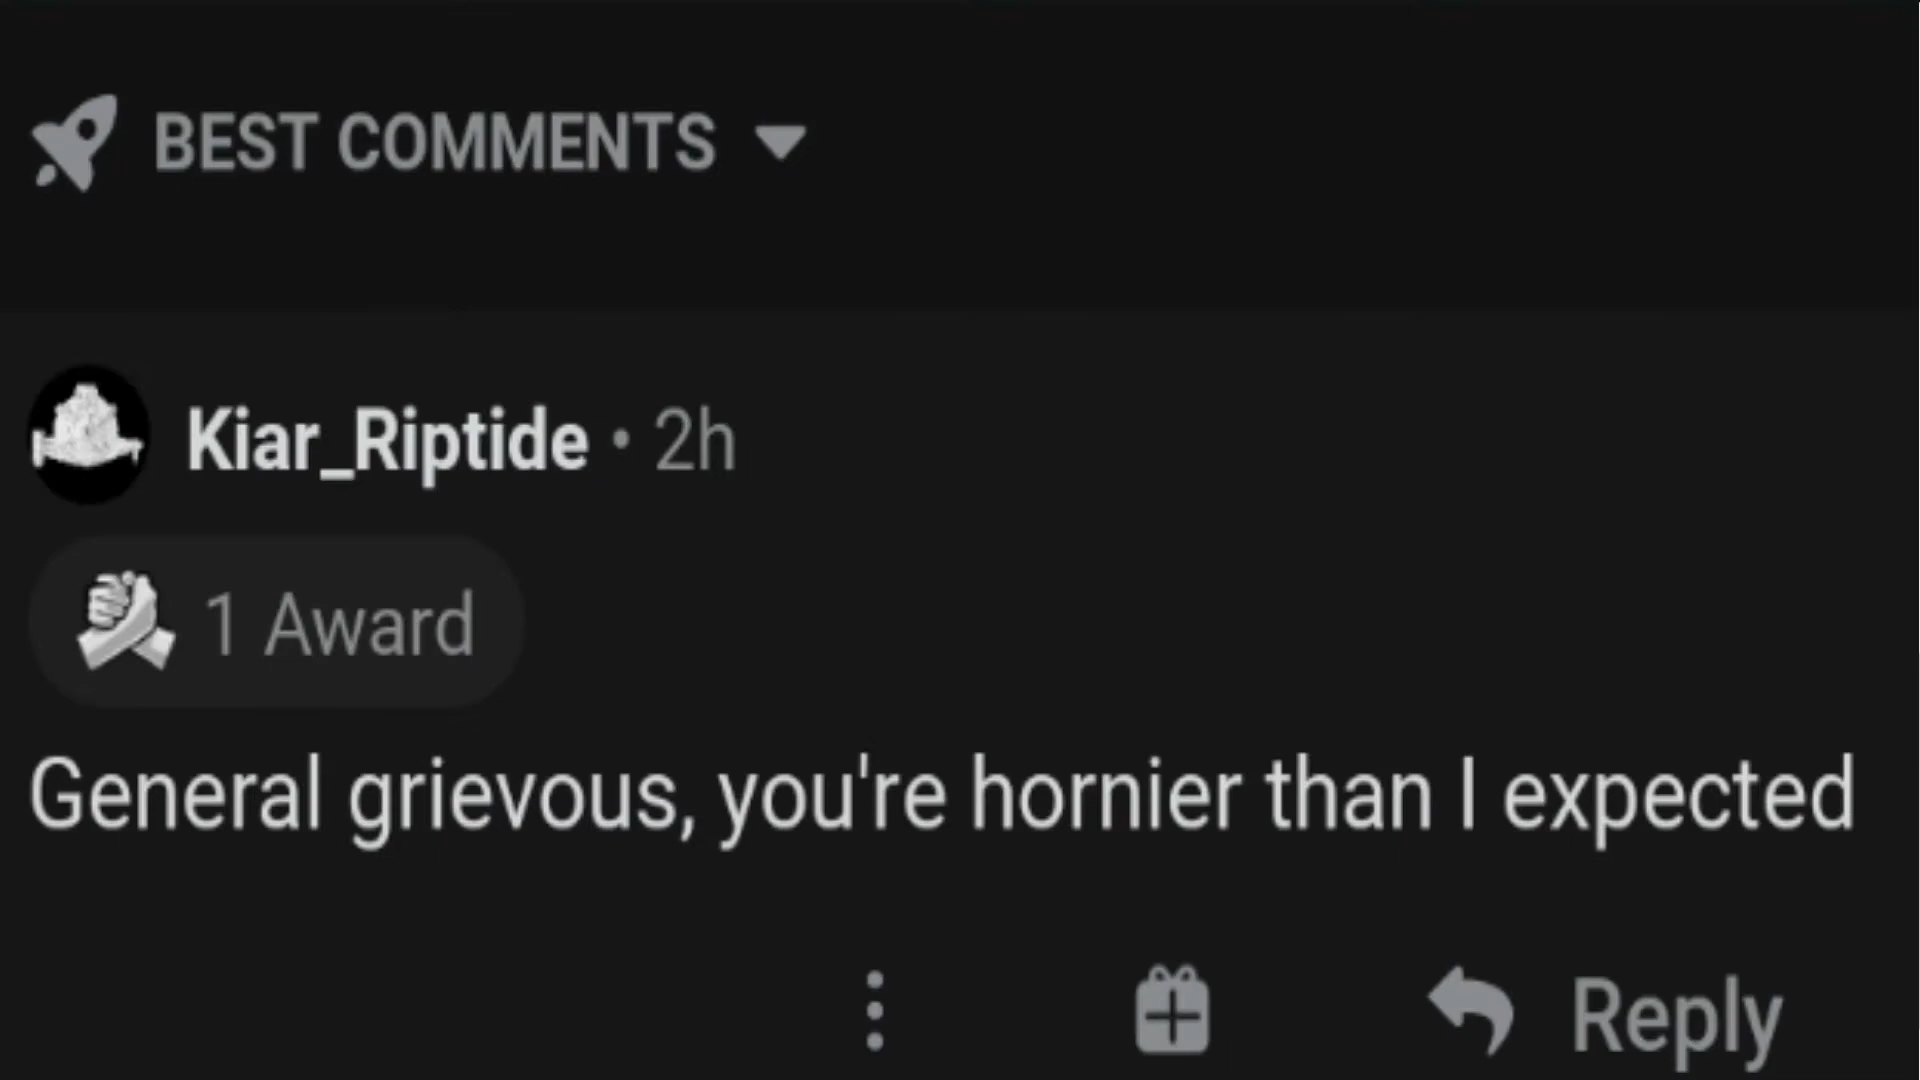 BEST COMMENTS
Kiar_Riptide • 2h
1 Award
General grievous, you're hornier than I expected
Reply